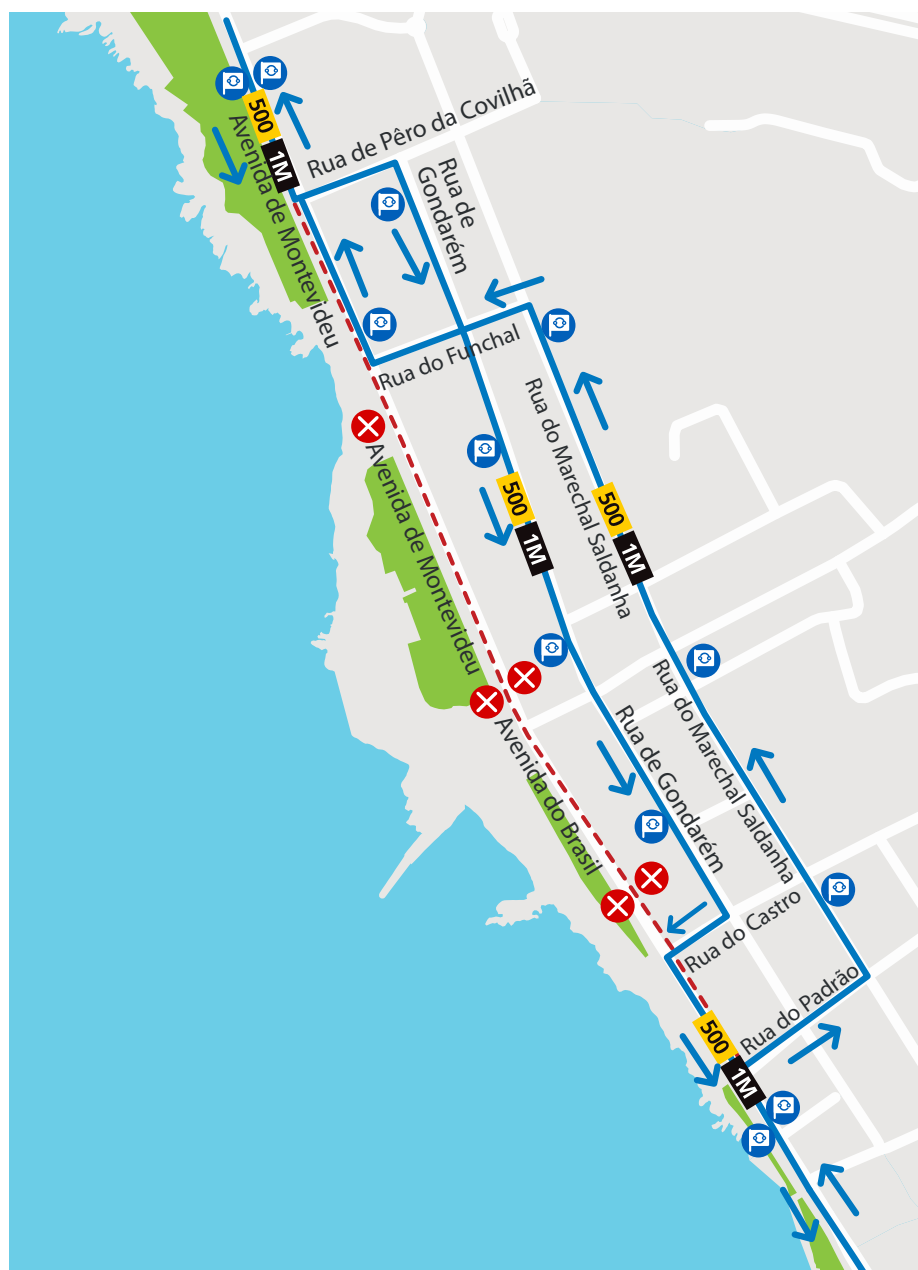 500
1M
Avenida de Montevideu
Rua de Pêro da Covilhã
Rua de
Gondarém
Rua do Funchal
Avenida de Montevideu
Rua do Marechal Saldanha
500
1M
500
1M
Avenida do Brasil
Rua de Gondarém
Rua do Marechal Saldanha
Rua do Castro
Rua do Padrão
500
1M